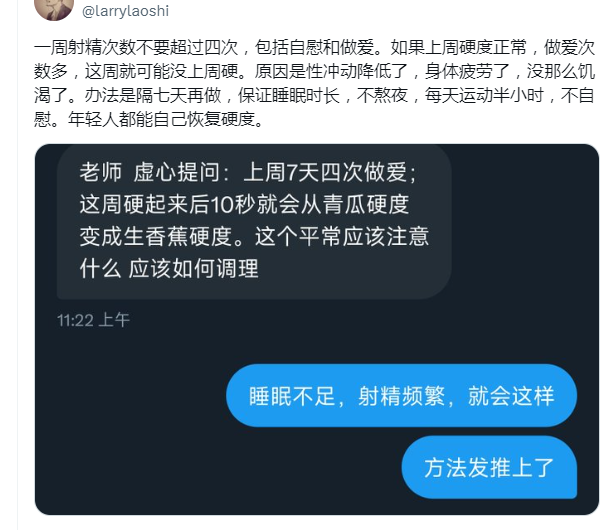 @larrylaoshi
一周射精次数不要超过四次，包括自慰和做爱。如果上周硬度正常，做爱次
数多，这周就可能没上周硬。原因是性冲动降低了，身体疲劳了，没那么饥
渴了。办法是隔七天再做，保证睡眠时长，不熬夜，每天运动半小时，不自
慰。年轻人都能自己恢复硬度。
老师 虚心提问：上周7天四次做爱；
这周硬起来后10秒就会从青瓜硬度
变成生香蕉硬度。这个平常应该注意
什么 应该如何调理
11:22 上午
睡眠不足，射精频繁，就会这样
方法发推上了